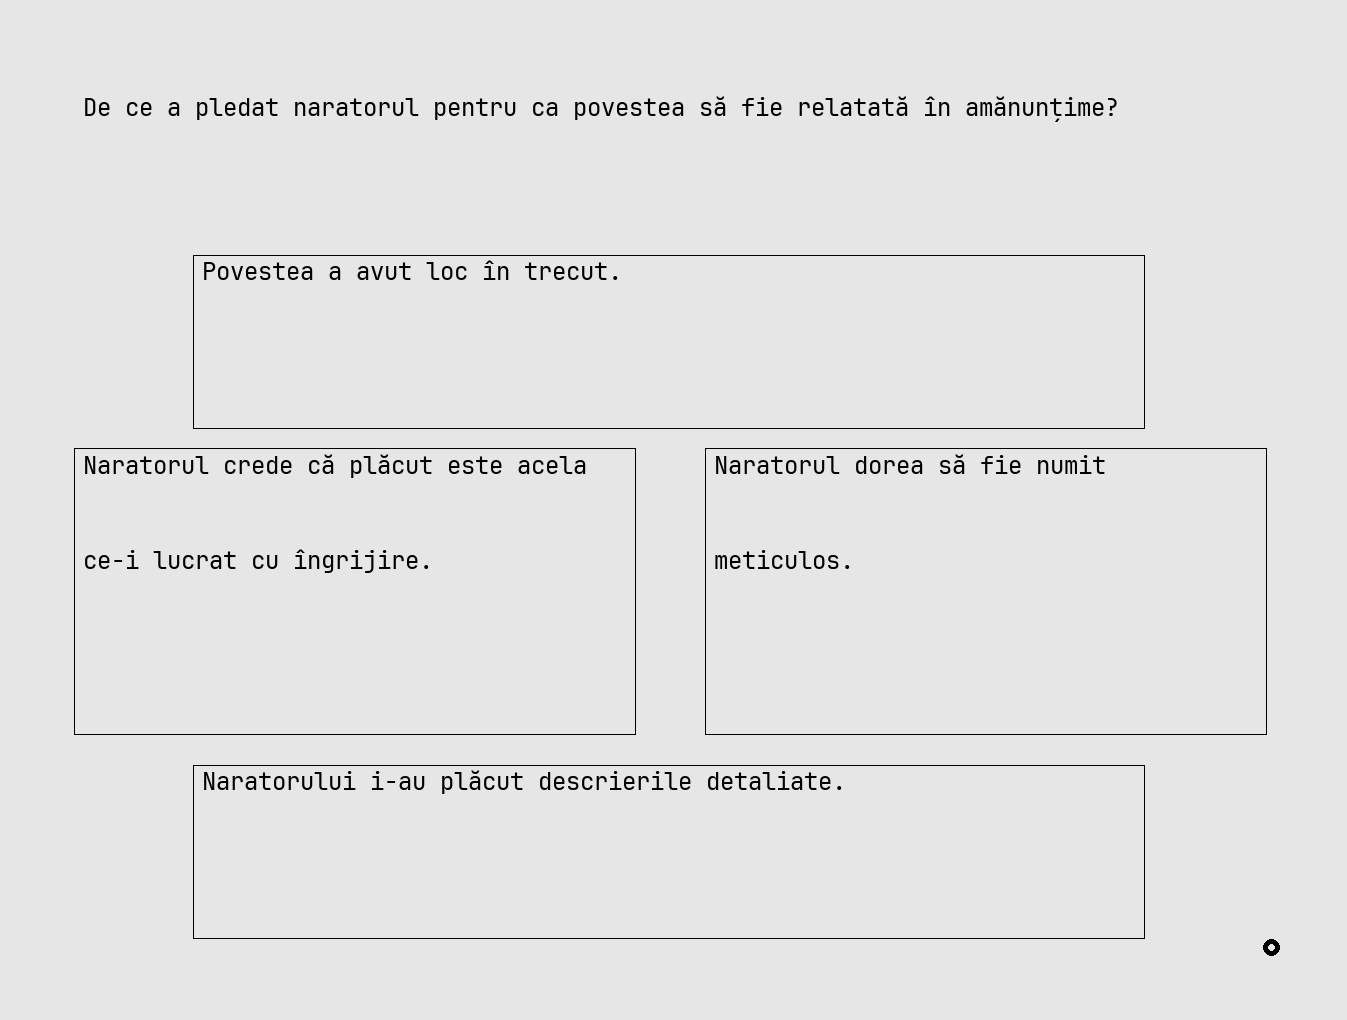 De ce a pledat naratorul pentru ca povestea să fie relatată în amănunțime?
Povestea a avut loc în trecut.
Naratorul crede că plăcut este acela
ce-i lucrat cu îngrijire.
Naratorul dorea să fie numit
meticulos.
Naratorului i-au plăcut descrierile detaliate.